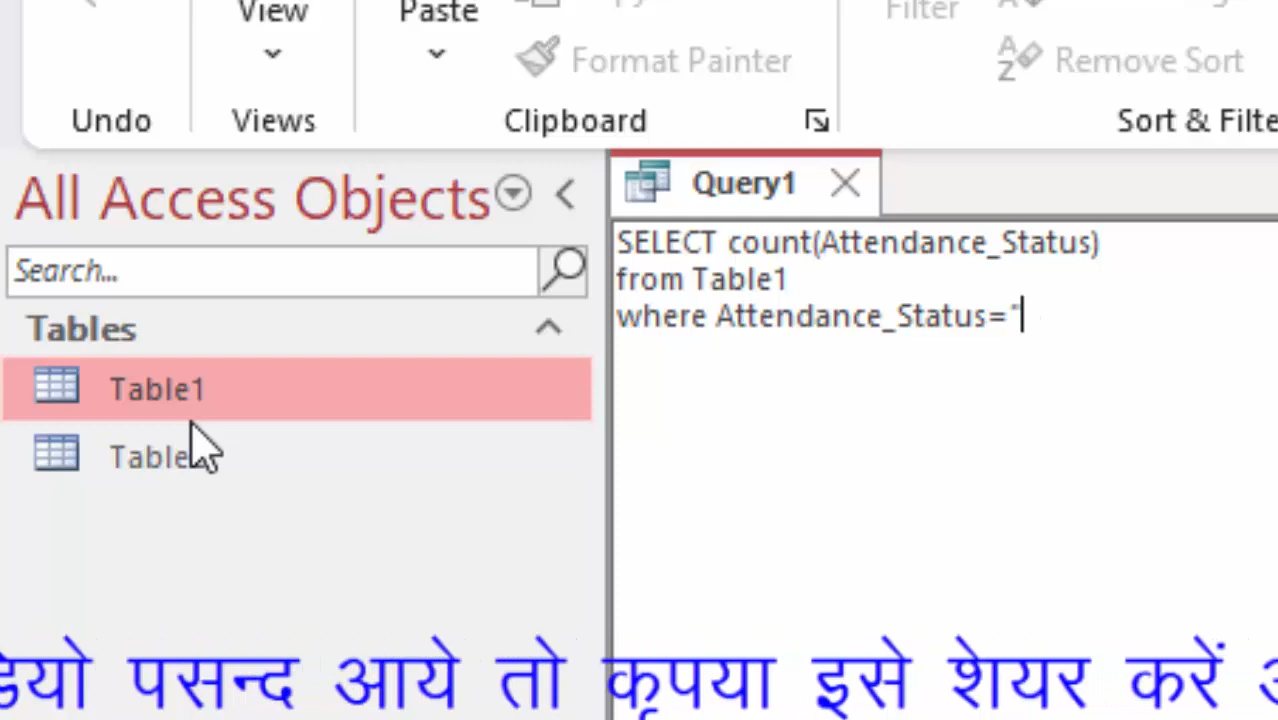 View
Paste
Filter
Format Painter
Remove Sort
Undo
Views
Clipboard
Sort &
All Access Objects
Query1
Search...
SELECT count(Attendance_Status)
from Table1
where Attendance_Status="
Tables
Table1
Table
पसन्द आये तो कृपया इसे शेयर करें